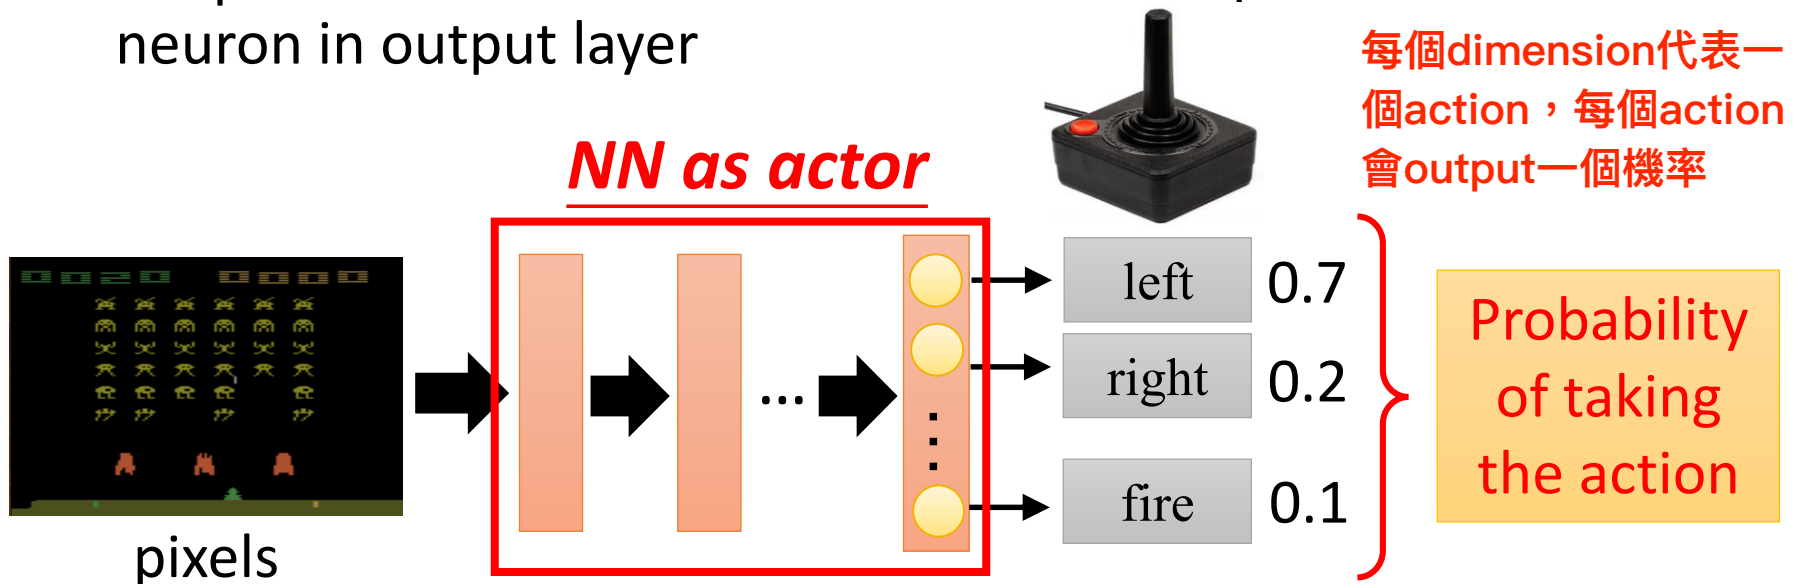 neuron in output layer
每個dimension代表一
個action，每個action
會output一個機率
NN as actor
left 0.7
right 0.2
...
fire 0.1
Probability
of taking
the action
pixels